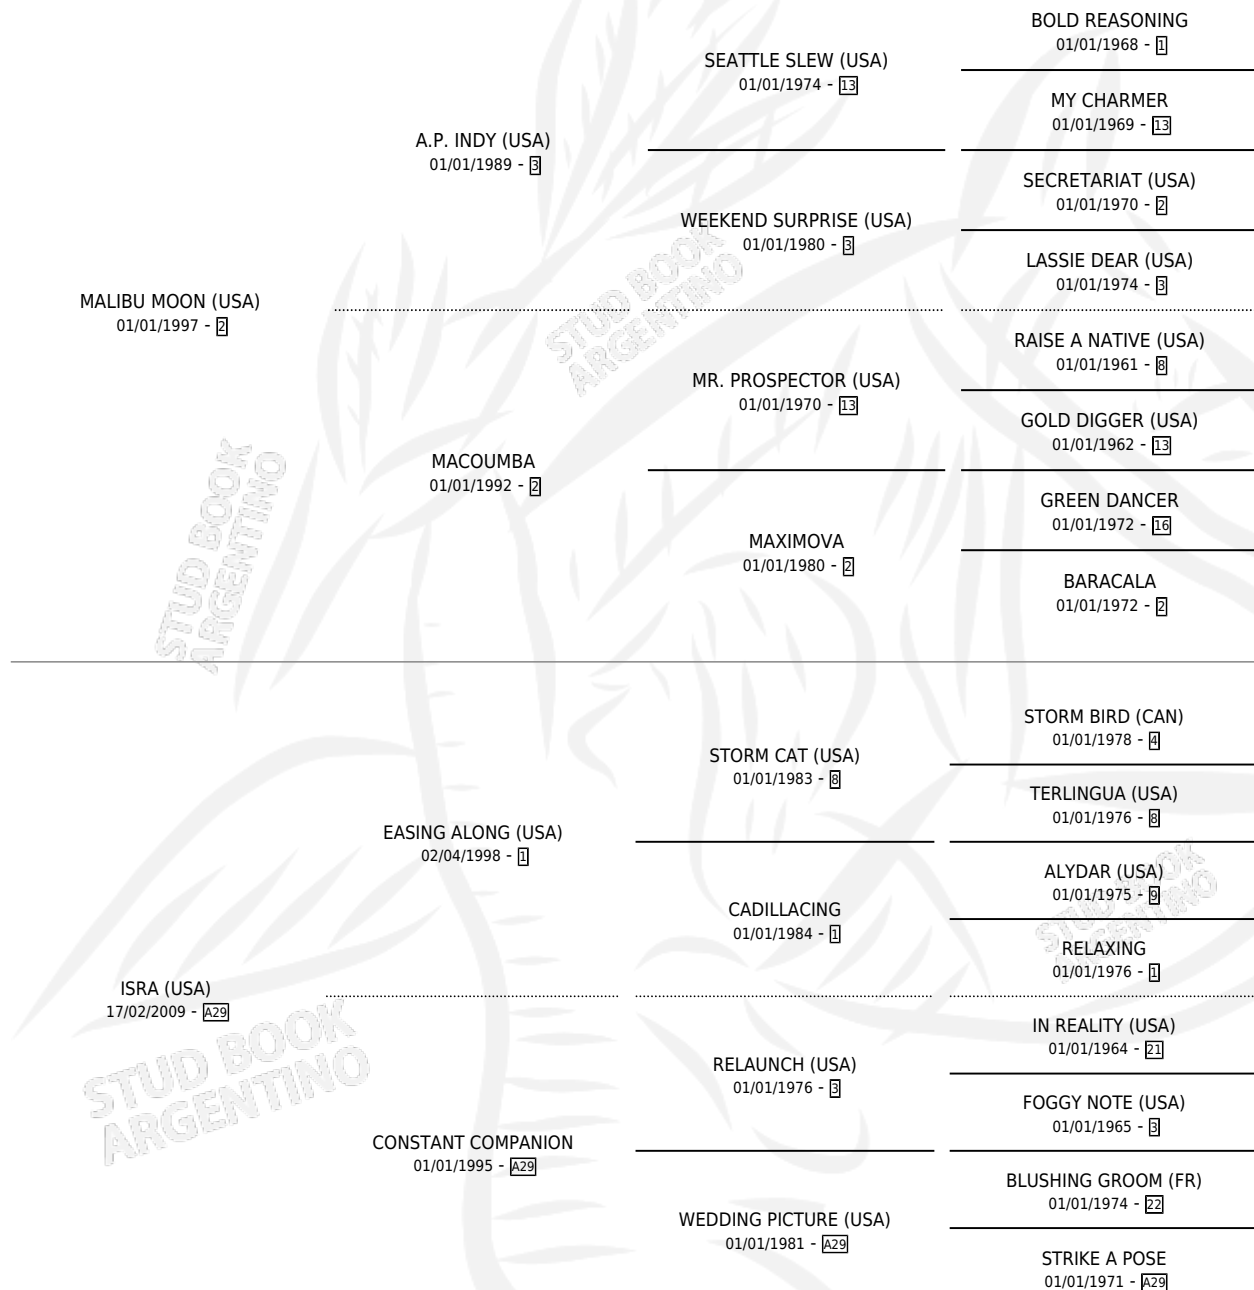 MALIBU MOON (USA)
01/01/1997 - 2
A.P. INDY (USA)
01/01/1989 - 3
SEATTLE SLEW (USA)
01/01/1974 - 13
BOLD REASONING
01/01/1968 - 1
MY CHARMER
01/01/1969 - 13
WEEKEND SURPRISE (USA)
01/01/1980 - 3
SECRETARIAT (USA)
01/01/1970 - 2
LASSIE DEAR (USA)
01/01/1974 - 3
MACOUMBA
01/01/1992 - 2
MR. PROSPECTOR (USA)
01/01/1970 - 13
RAISE A NATIVE (USA)
01/01/1961 - 8
GOLD DIGGER (USA)
01/01/1962 - 13
MAXIMOVA
01/01/1980 - 2
GREEN DANCER
01/01/1972 - 16
BARACALA
01/01/1972 - 2
ISRA (USA)
17/02/2009 - A29
EASING ALONG (USA)
02/04/1998 - 1
STORM CAT (USA)
01/01/1983 - 8
STORM BIRD (CAN)
01/01/1978 - 4
TERLINGUA (USA)
01/01/1976 - 8
CADILLACING
01/01/1984 - 1
ALYDAR (USA)
01/01/1975 - 9
RELAXING
01/01/1976 - 1
CONSTANT COMPANION
01/01/1995 - A29
RELAUNCH (USA)
01/01/1976 - 3
IN REALITY (USA)
01/01/1964 - 21
FOGGY NOTE (USA)
01/01/1965 - 3
WEDDING PICTURE (USA)
01/01/1981 - A29
BLUSHING GROOM (FR)
01/01/1974 - 22
STRIKE A POSE
01/01/1971 - A29
STUD BOOK
ARGENTINO
STUD BOOK
ARGENTINO
STUD BOOK
ARGENTINO
STUD BOOK
ARGENTINO